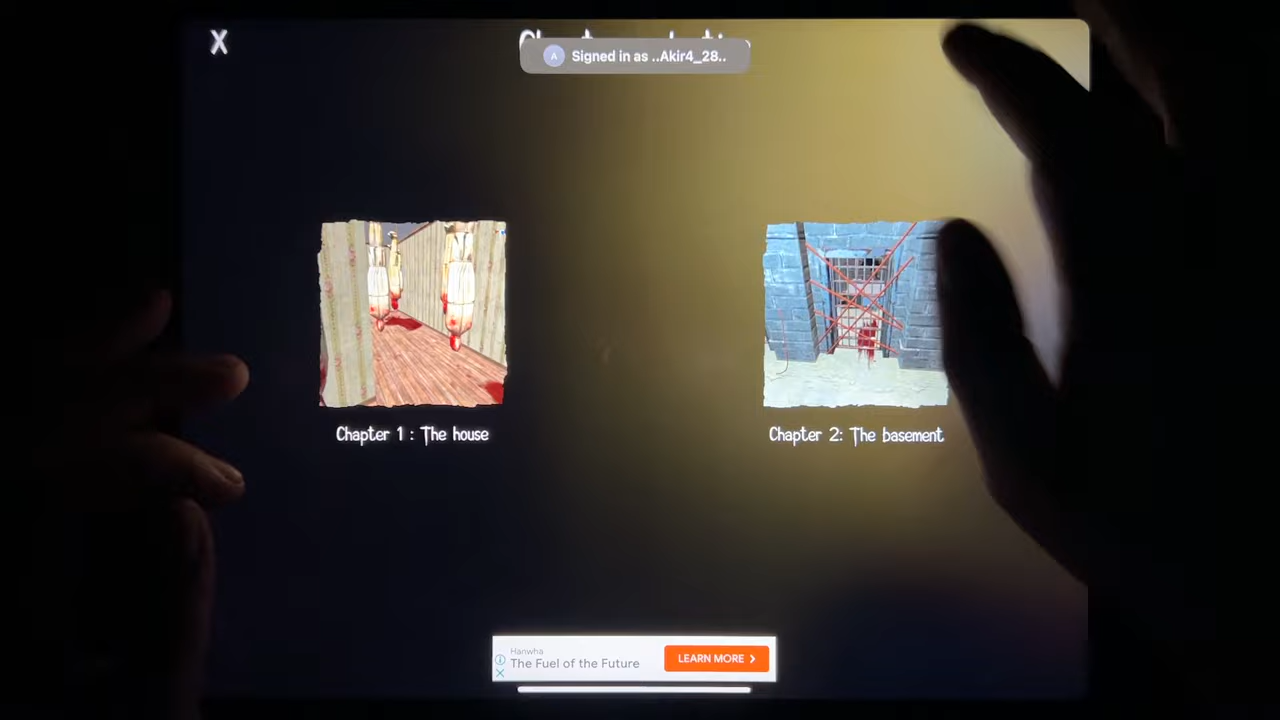 X
Signed in as ..Akir4_28..
A
Chapter 1 : The house
Chapter 2: The basement
Hanwha
The Fuel of the Future
LEARN MORE